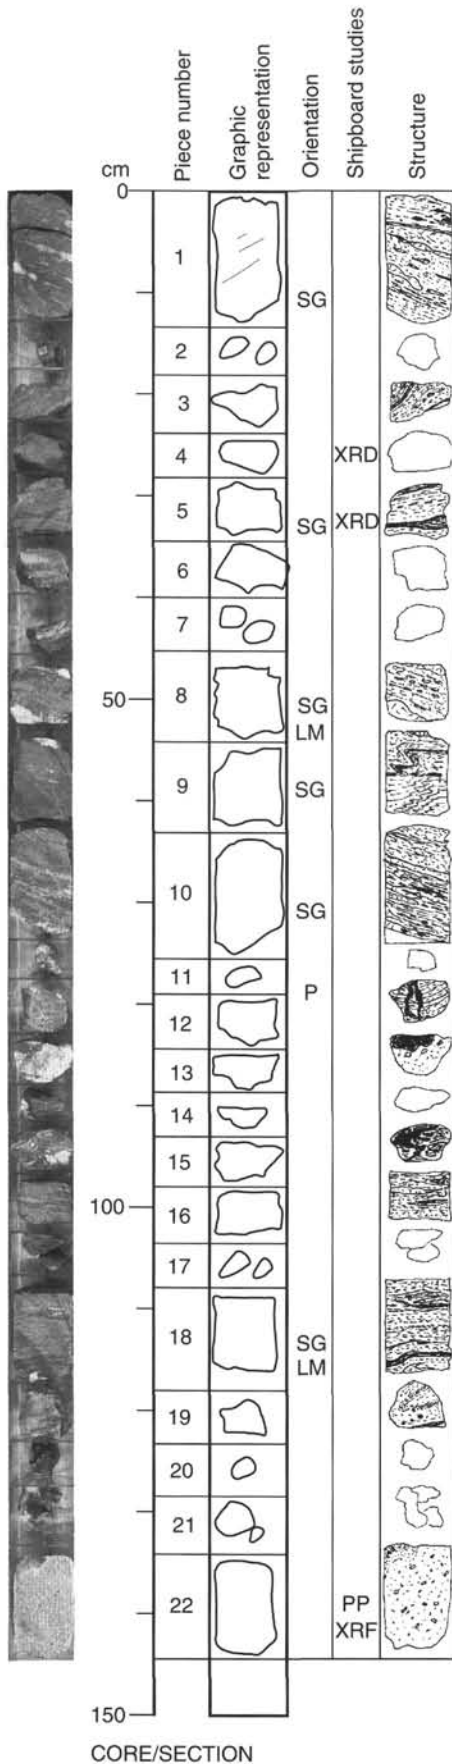 cm
Piece number
Graphic representation
Orientation
Shipboard studies
Structure
0
1
SG
2
3
4 XRD
5 SG XRD
6
7
50
8 SG
LM
9 SG
10 SG
11 P
12
13
14
15
100
16
17
18 SG
LM
19
20
21
22 PP
XRF
150
CORE/SECTION